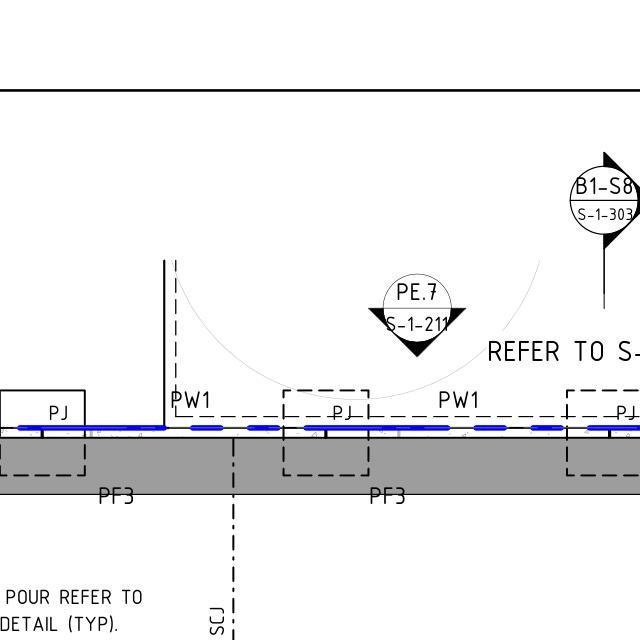 B1-S8
S-1-303
PE.7
S-1-211
REFER TO S-
PW1
PW1
PJ
PJ
PJ
PF3
PF3
POUR REFER TO
DETAIL (TYP).
SCJ